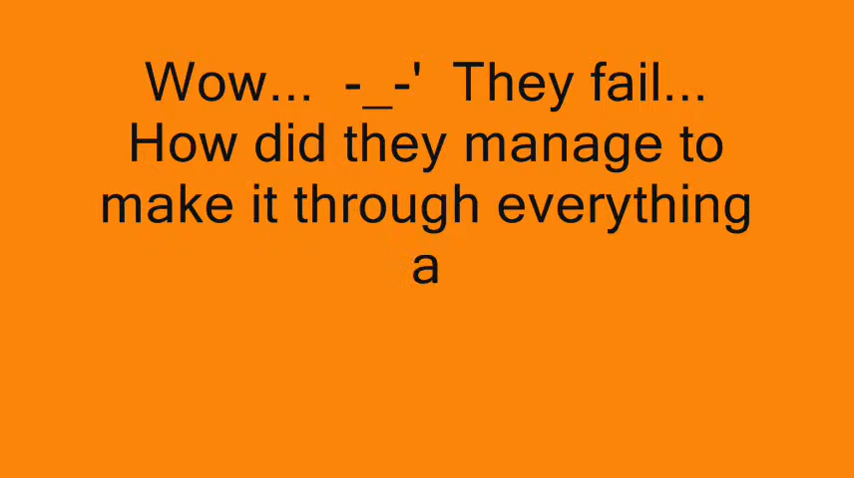 Wow...  -_-'  They fail...
How did they manage to
make it through everything
a